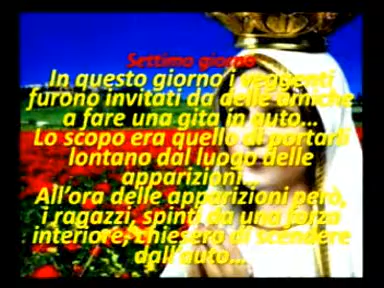 Settimo giorno
In questo giorno i veggenti
furono invitati da delle amiche
a fare una gita in auto...
Lo scopo era quello di portarli
lontano dal luogo delle
apparizioni...
All'ora delle apparizioni però,
i ragazzi, spinti da una forza
interiore, chiesero di scendere
dall'auto...